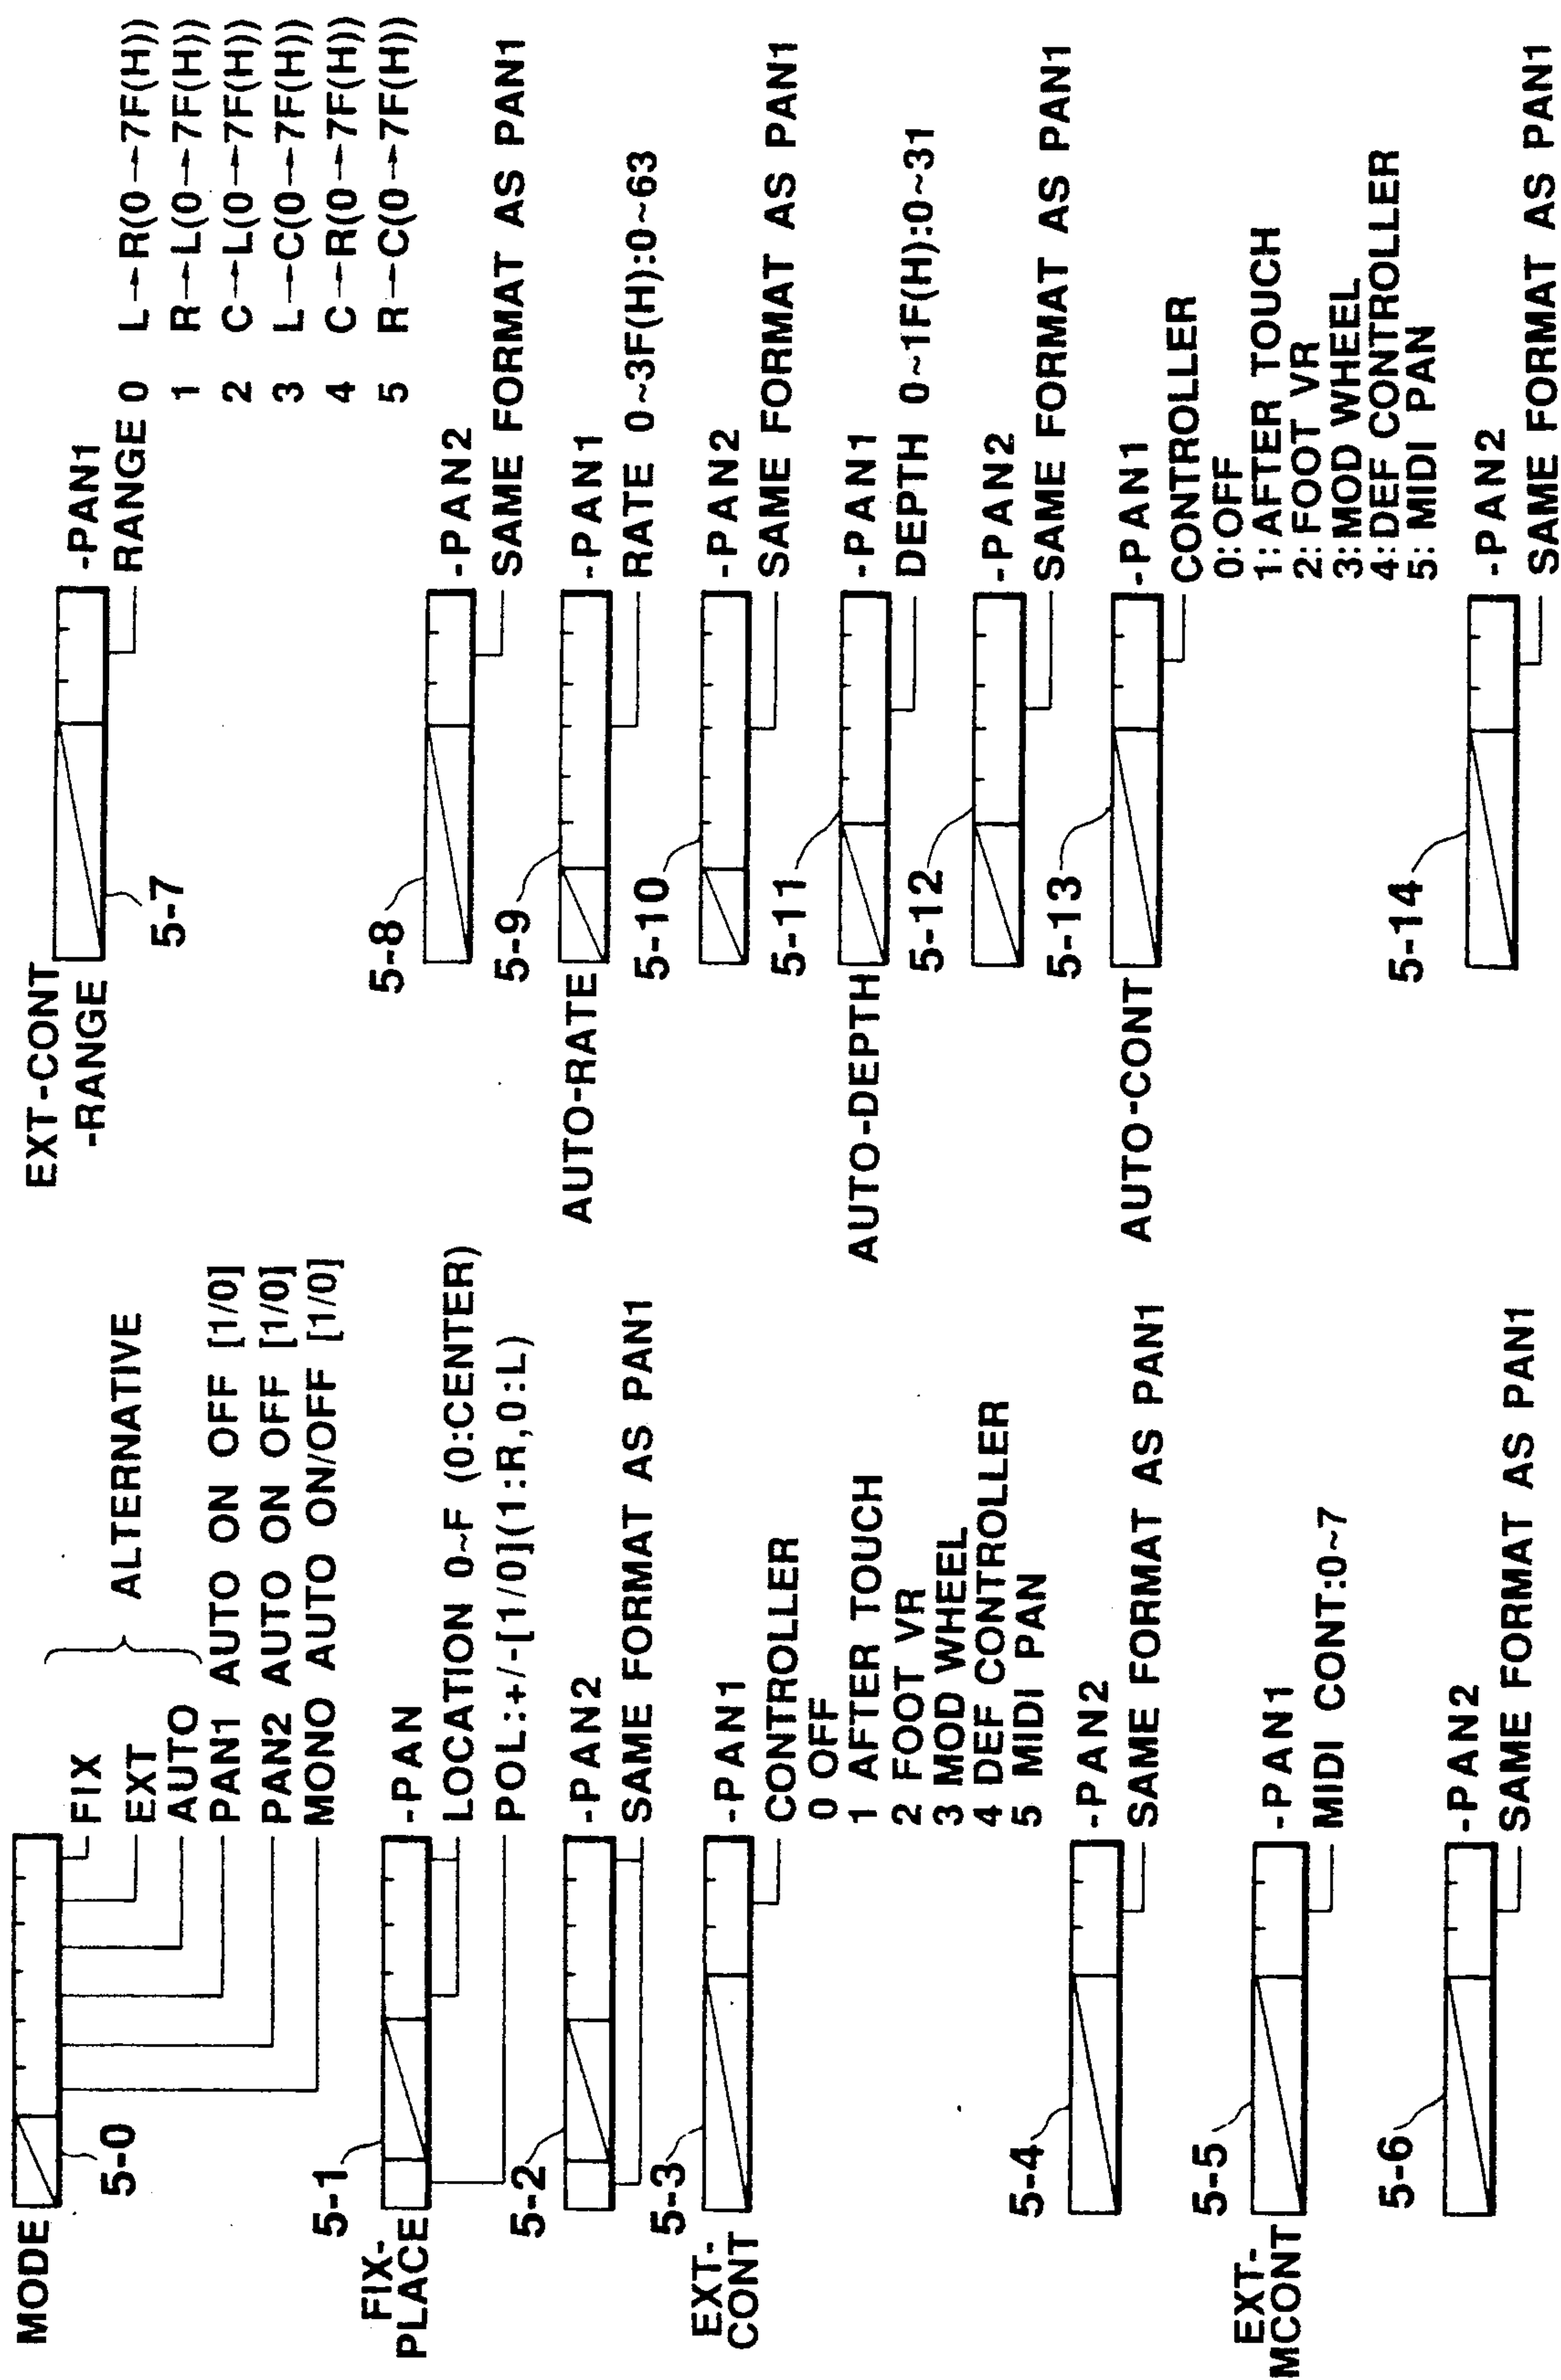 MODE
5-0
FIX
EXT
AUTO
ALTERNATIVE
PAN1 AUTO ON OFF [1/0]
PAN2 AUTO ON OFF [1/0]
MONO AUTO ON/OFF [1/0]
FIX-
PLACE
5-1
-PAN
LOCATION 0~F (0:CENTER)
POL:+/-[1/0](1:R,0:L)
5-2
-PAN2
SAME FORMAT AS PAN1
EXT-
CONT
5-3
-PAN1
CONTROLLER
0 OFF
1 AFTER TOUCH
2 FOOT VR
3 MOD WHEEL
4 DEF CONTROLLER
5 MIDI PAN
5-4
-PAN2
SAME FORMAT AS PAN1
EXT-
MCONT
5-5
-PAN1
MIDI CONT:0~7
5-6
-PAN2
SAME FORMAT AS PAN1
EXT-CONT
-RANGE
5-7
-PAN1
RANGE 0 L→R(0→7F(H))
1 R→L(0→7F(H))
2 C→L(0→7F(H))
3 L→C(0→7F(H))
4 C→R(0→7F(H))
5 R→C(0→7F(H))
5-8
-PAN2
SAME FORMAT AS PAN1
AUTO-RATE
5-9
-PAN1
RATE 0~3F(H):0~63
5-10
-PAN2
SAME FORMAT AS PAN1
AUTO-DEPTH
5-11
-PAN1
DEPTH 0~1F(H):0~31
5-12
-PAN2
SAME FORMAT AS PAN1
AUTO-CONT
5-13
-PAN1
CONTROLLER
0:OFF
1:AFTER TOUCH
2:FOOT VR
3:MOD WHEEL
4:DEF CONTROLLER
5: MIDI PAN
5-14
-PAN2
SAME FORMAT AS PAN1